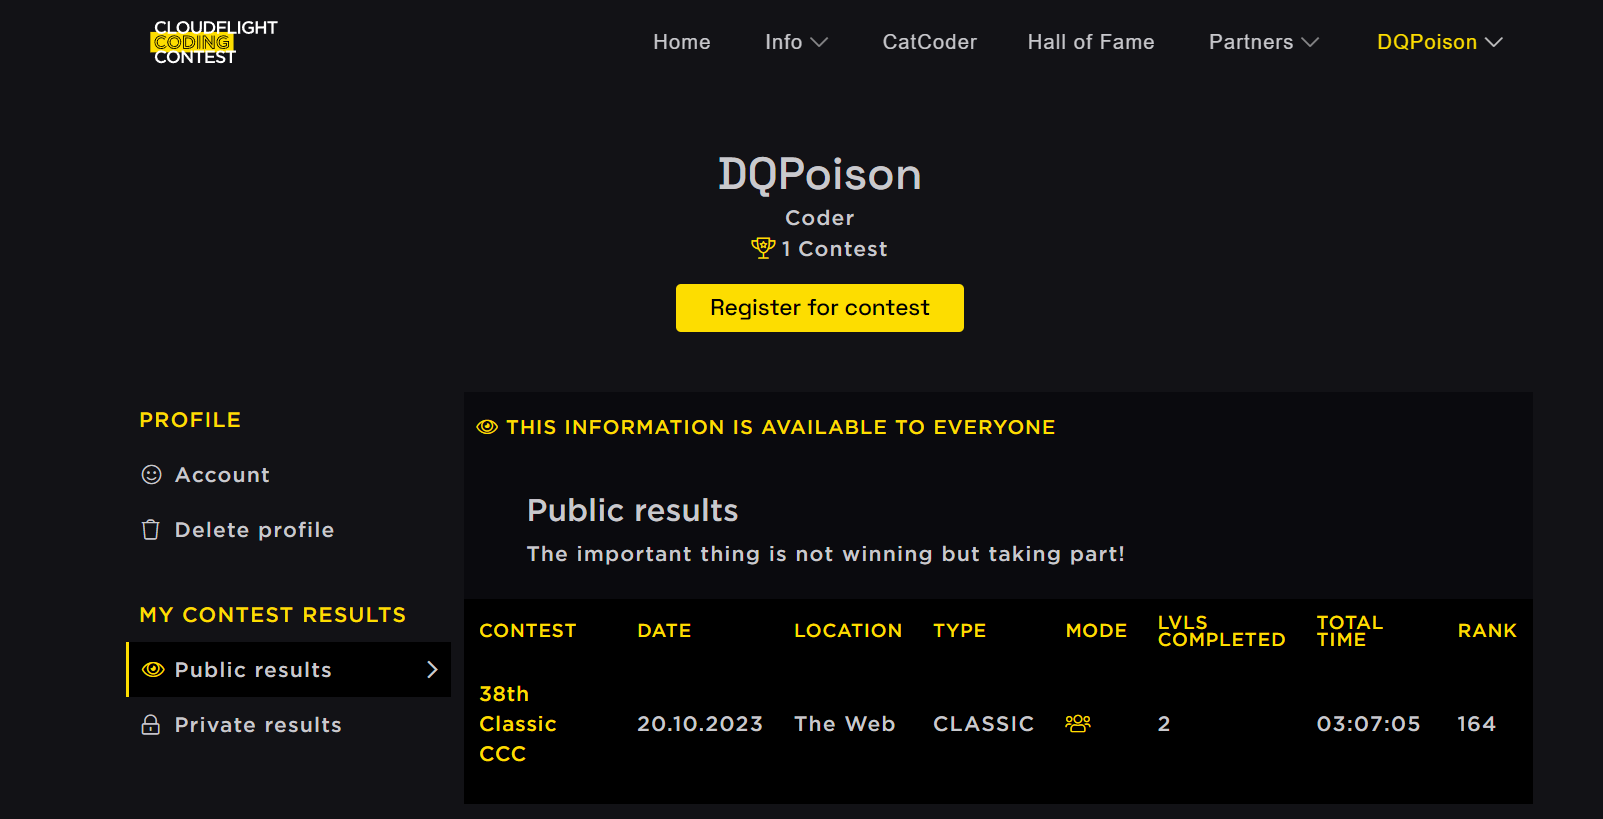 CLOUDFLIGHT
CODING
CONTEST
Home
Info
CatCoder
Hall of Fame
Partners
DQPoison
DQPoison
Coder
1 Contest
Register for contest
PROFILE
Account
Delete profile
MY CONTEST RESULTS
Public results
Private results
THIS INFORMATION IS AVAILABLE TO EVERYONE
Public results
The important thing is not winning but taking part!
CONTEST
DATE
LOCATION
TYPE
MODE
LVLS
COMPLETED
TOTAL
TIME
RANK
38th
Classic
CCC
20.10.2023
The Web
CLASSIC
2
03:07:05
164